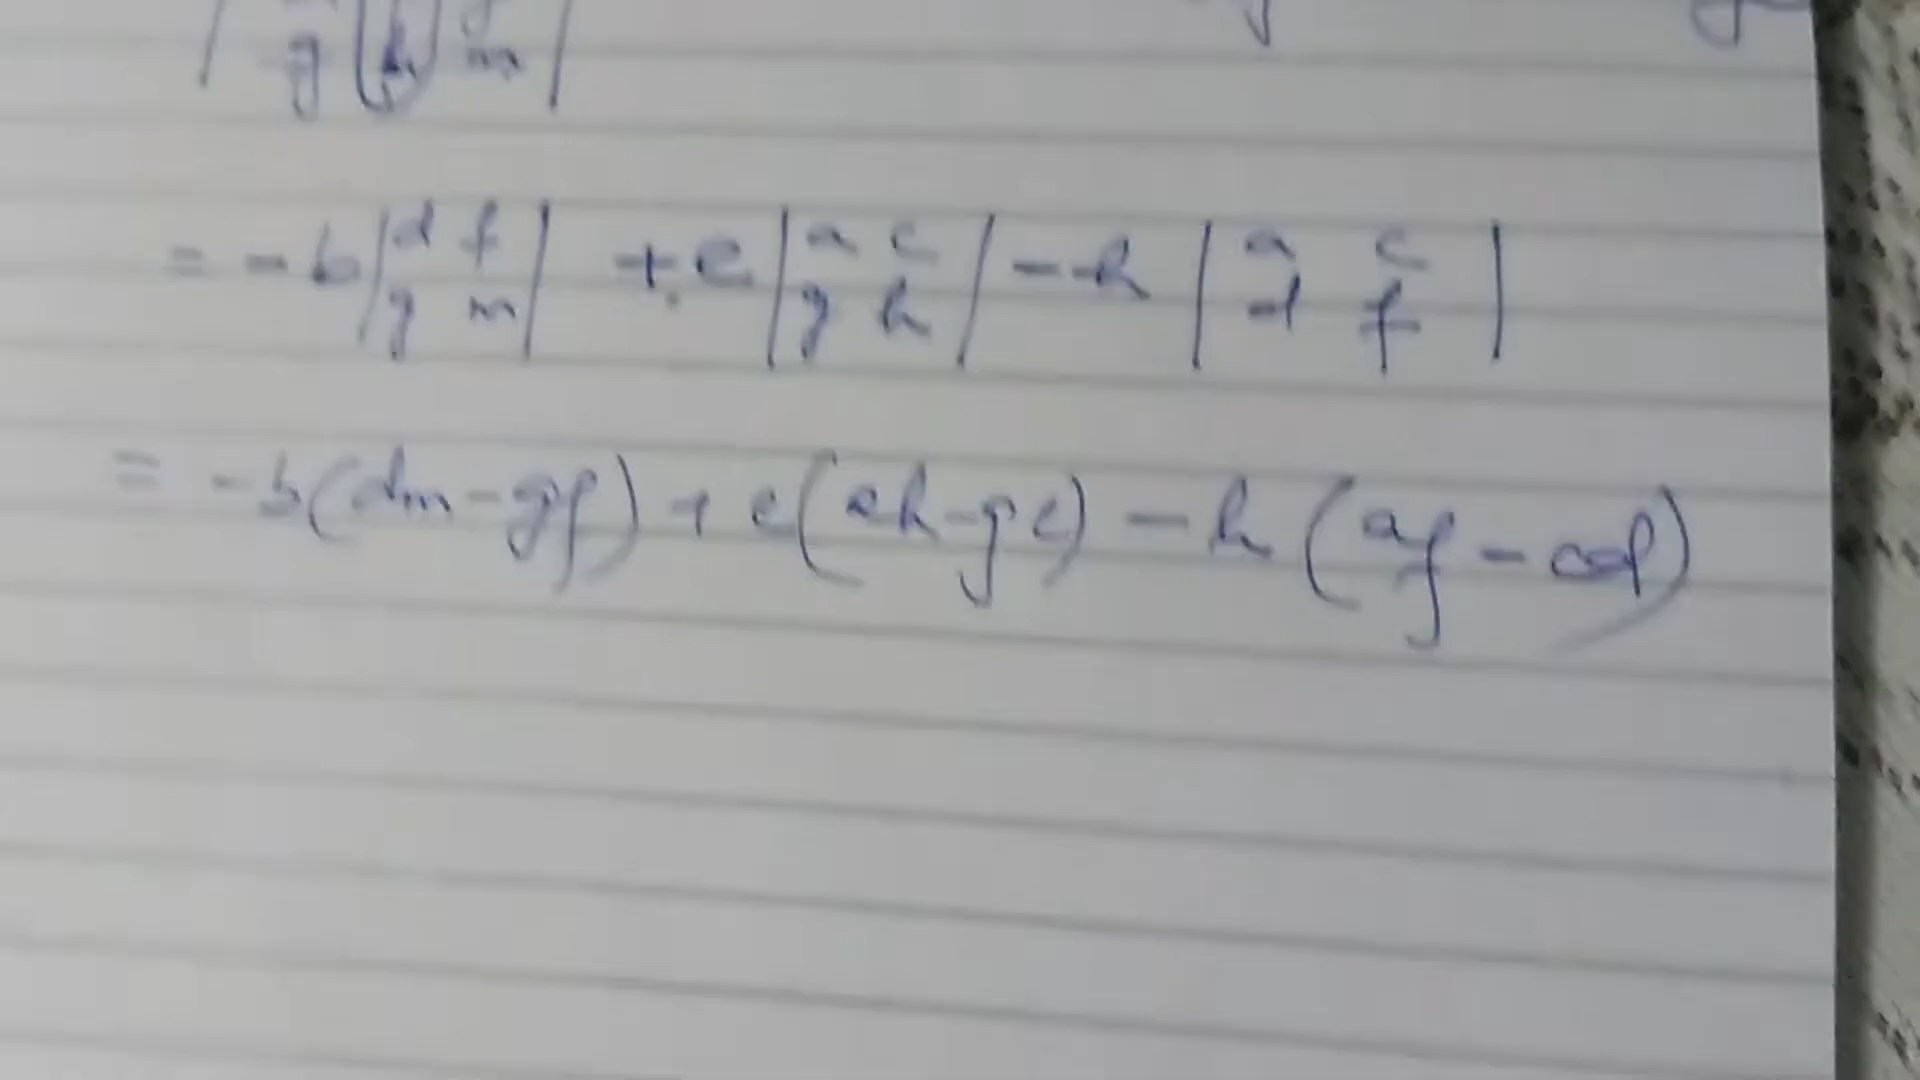 g h m
= -b |d f| + e |a c| - h |a c|
|g m| |g h| |d f|
= -b(dm-gf) + e(ah-gc) - h(af-cd)